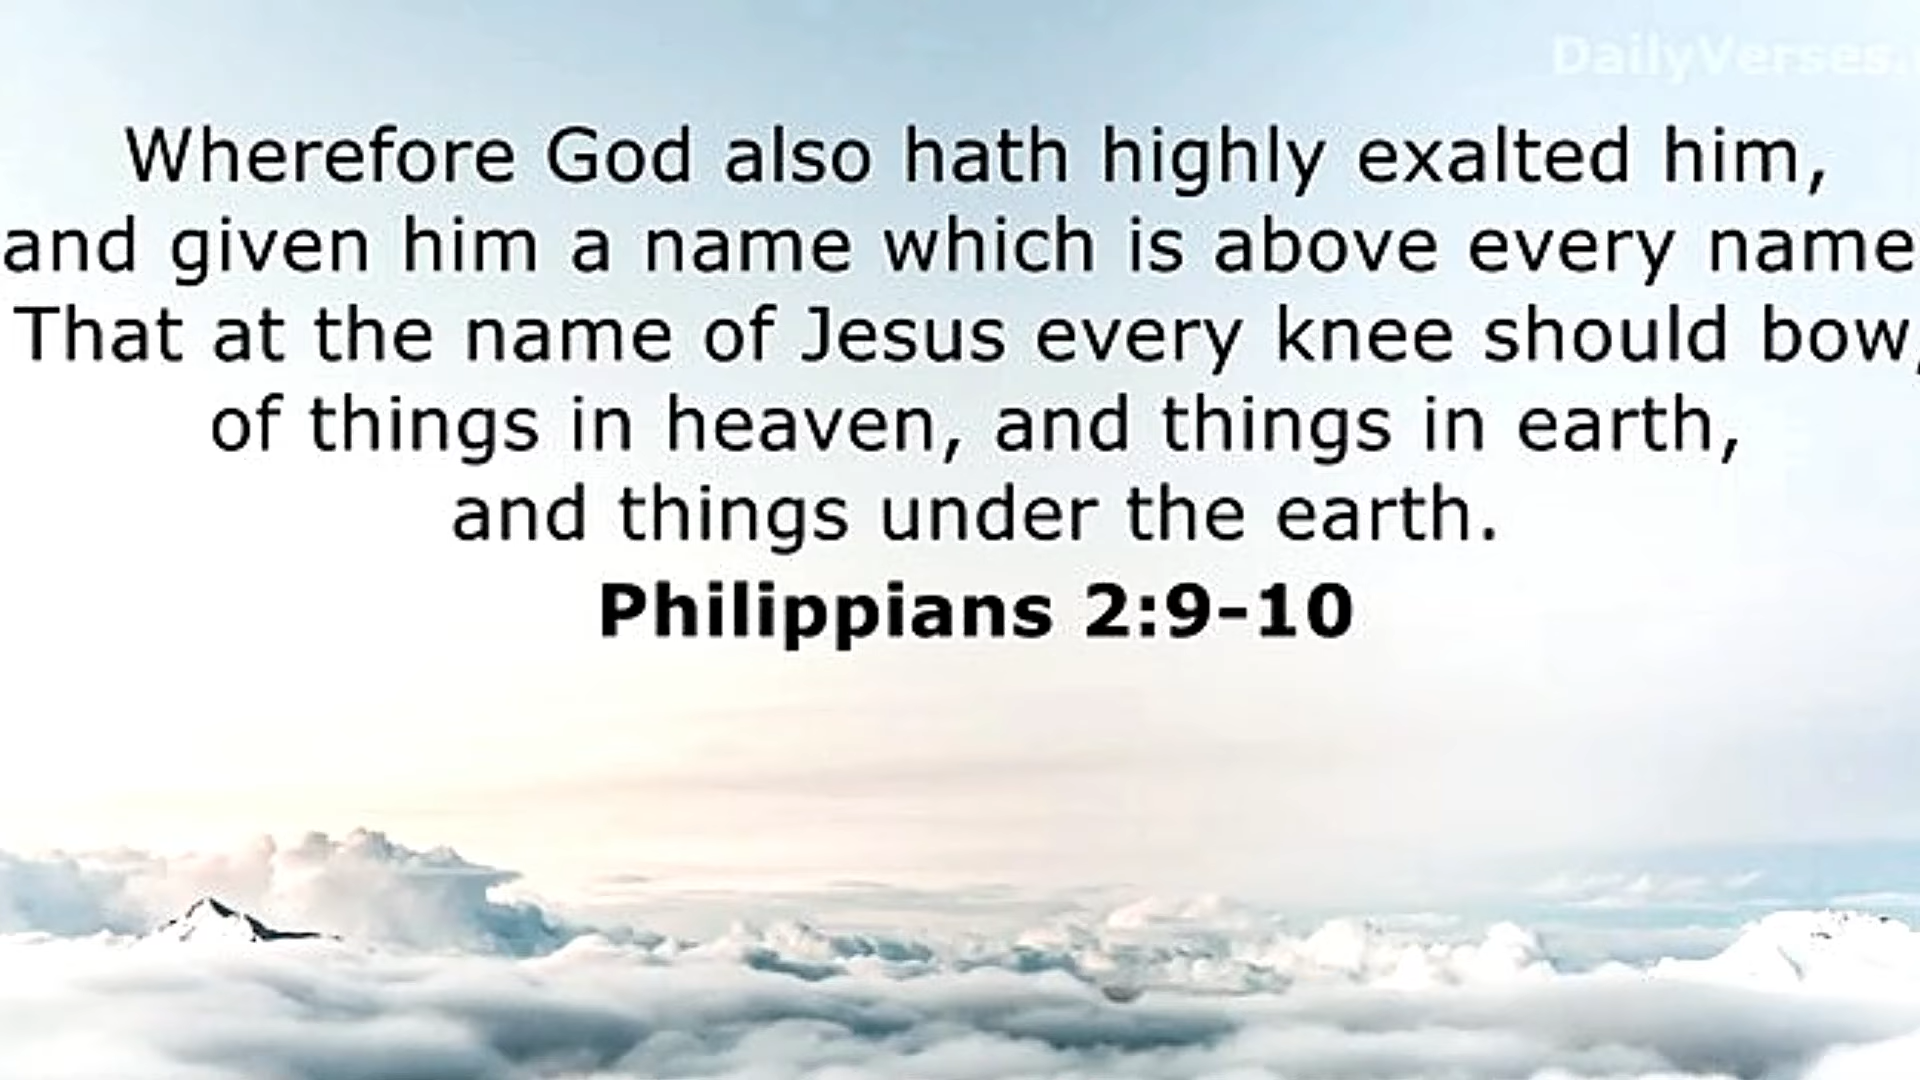 DailyVerses.
Wherefore God also hath highly exalted him,
and given him a name which is above every name
That at the name of Jesus every knee should bow,
of things in heaven, and things in earth,
and things under the earth.
Philippians 2:9-10